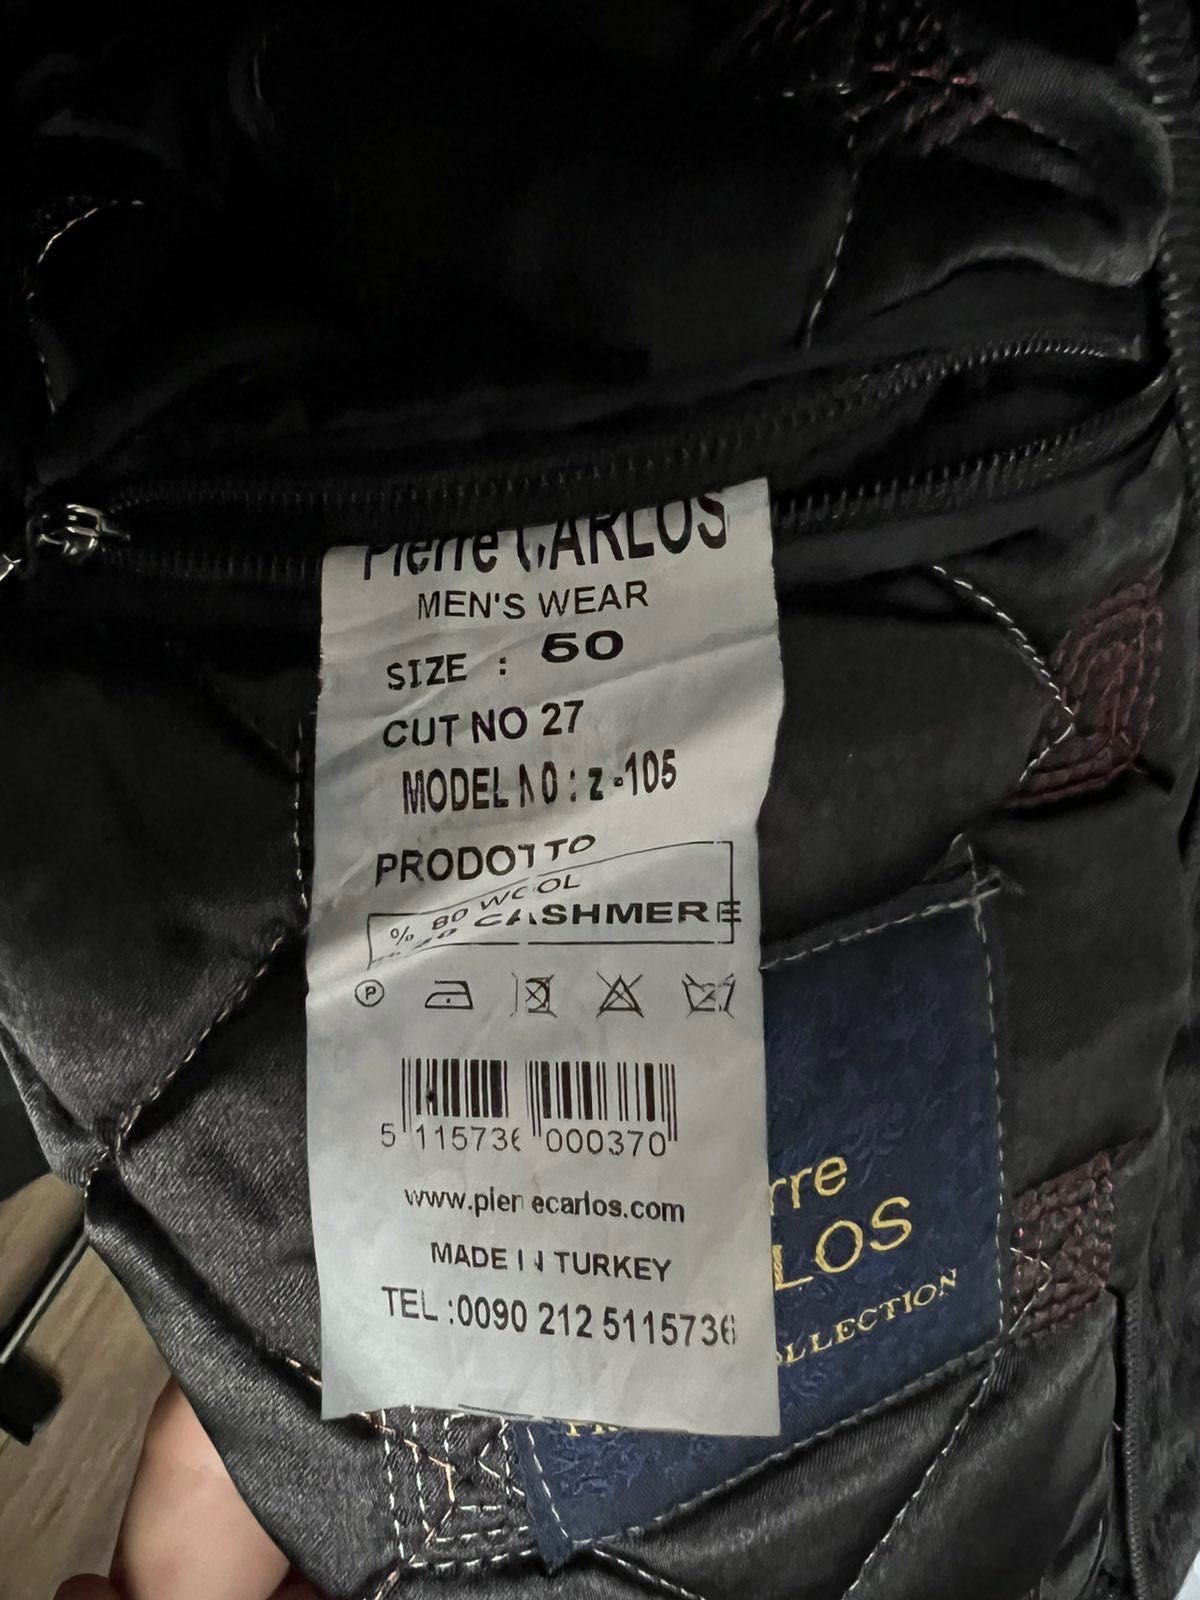 Pierre CARLOS
MEN'S WEAR
SIZE : 50
CUT NO 27
MODEL NO : z-105
PRODOTTO
% 80 WOOL
CASHMERE
P
5 115736 000370
www.pierrecarlos.com
MADE IN TURKEY
TEL :0090 212 5115736
rre
LOS
OLLECTION